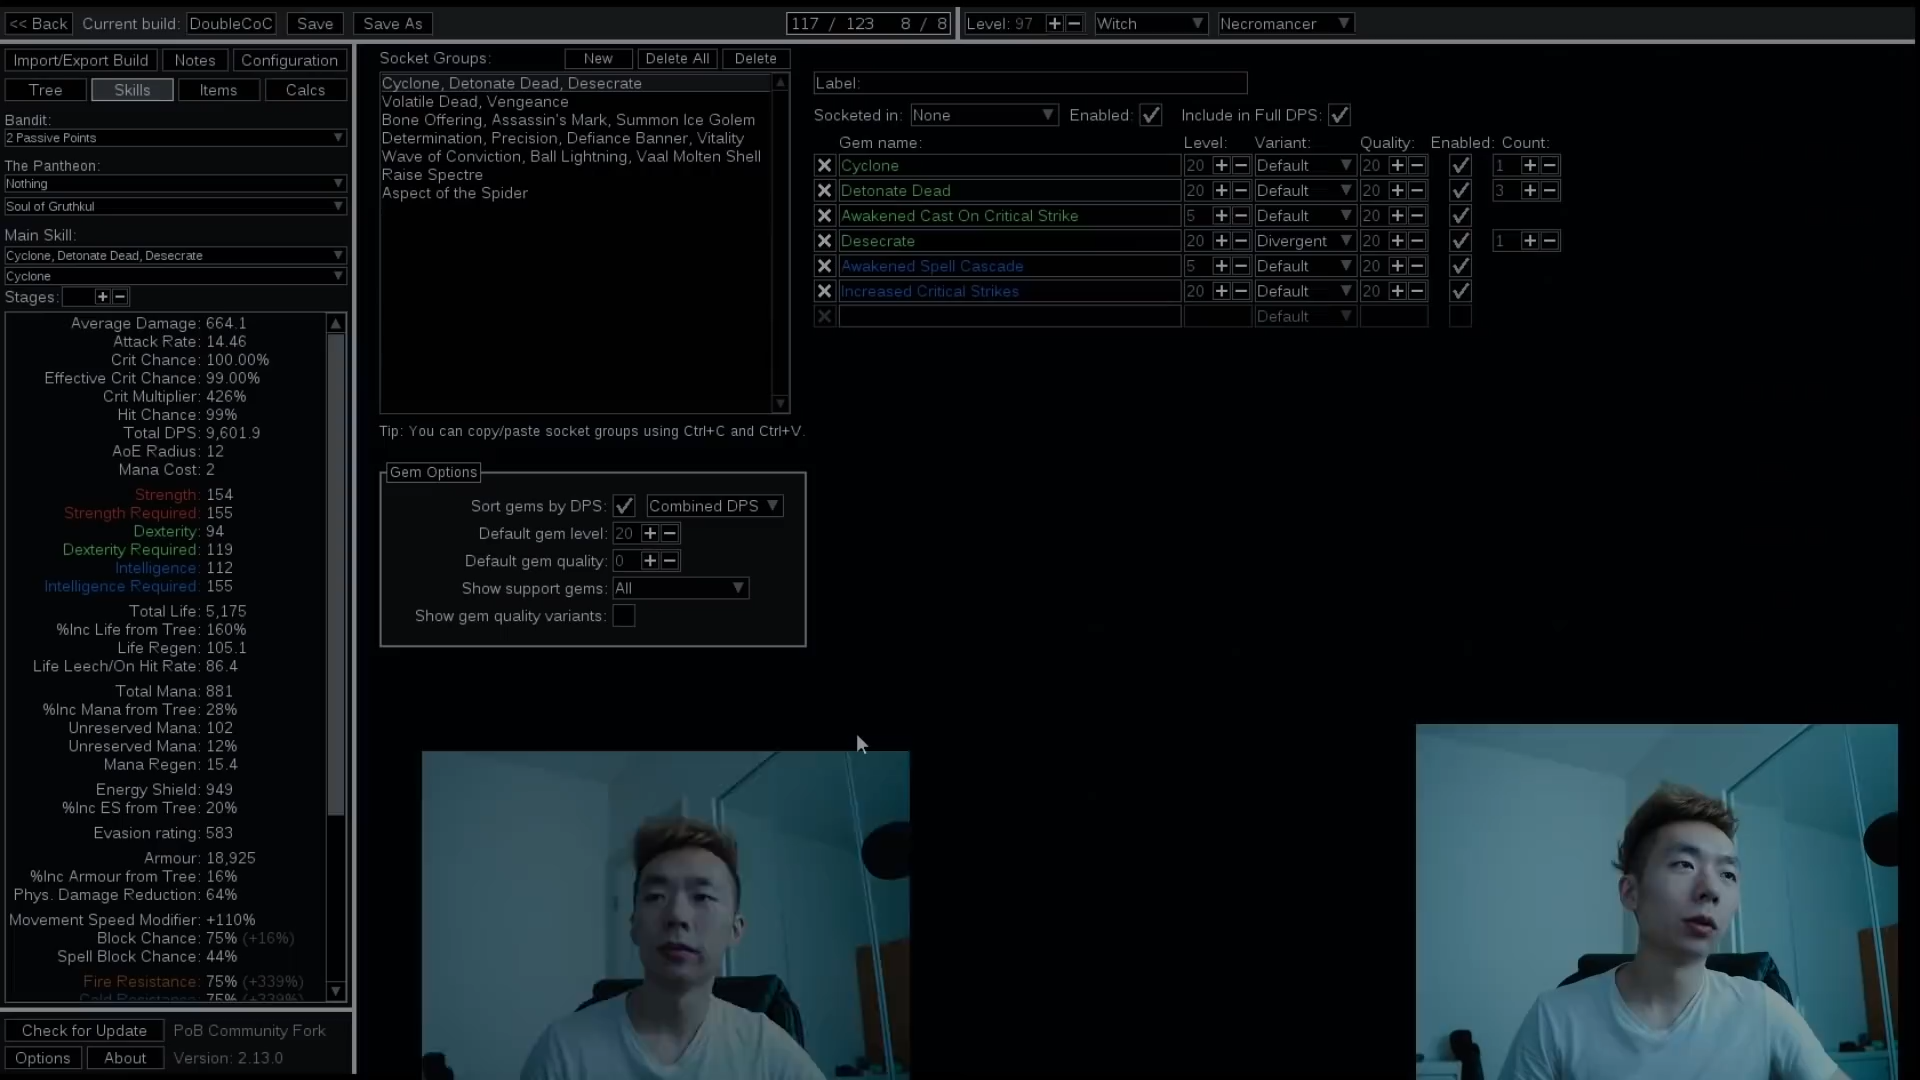 << Back Current build: DoubleCoC Save Save As 117 / 123 8 / 8 Level: 97 + − Witch Necromancer
Import/Export Build Notes Configuration
Tree Skills Items Calcs
Bandit:
2 Passive Points
The Pantheon:
Nothing
Soul of Gruthkul
Main Skill:
Cyclone, Detonate Dead, Desecrate
Cyclone
Stages: + −
Average Damage: 664.1
Attack Rate: 14.46
Crit Chance: 100.00%
Effective Crit Chance: 99.00%
Crit Multiplier: 426%
Hit Chance: 99%
Total DPS: 9,601.9
AoE Radius: 12
Mana Cost: 2
Strength: 154
Strength Required: 155
Dexterity: 94
Dexterity Required: 119
Intelligence: 112
Intelligence Required: 155
Total Life: 5,175
%Inc Life from Tree: 160%
Life Regen: 105.1
Life Leech/On Hit Rate: 86.4
Total Mana: 881
%Inc Mana from Tree: 28%
Unreserved Mana: 102
Unreserved Mana: 12%
Mana Regen: 15.4
Energy Shield: 949
%Inc ES from Tree: 20%
Evasion rating: 583
Armour: 18,925
%Inc Armour from Tree: 16%
Phys. Damage Reduction: 64%
Movement Speed Modifier: +110%
Block Chance: 75% (+16%)
Spell Block Chance: 44%
Fire Resistance: 75% (+339%)
Cold Resistance: 75% (+339%)
Check for Update PoB Community Fork
Options About Version: 2.13.0
Socket Groups: New Delete All Delete
Cyclone, Detonate Dead, Desecrate
Volatile Dead, Vengeance
Bone Offering, Assassin's Mark, Summon Ice Golem
Determination, Precision, Defiance Banner, Vitality
Wave of Conviction, Ball Lightning, Vaal Molten Shell
Raise Spectre
Aspect of the Spider
Tip: You can copy/paste socket groups using Ctrl+C and Ctrl+V.
Gem Options
Sort gems by DPS: Combined DPS
Default gem level: 20 + −
Default gem quality: 0 + −
Show support gems: All
Show gem quality variants:
Label:
Socketed in: None Enabled: Include in Full DPS:
Gem name: Level: Variant: Quality: Enabled: Count:
Cyclone 20 + − Default 20 + − 1 + −
Detonate Dead 20 + − Default 20 + − 3 + −
Awakened Cast On Critical Strike 5 + − Default 20 + −
Desecrate 20 + − Divergent 20 + − 1 + −
Awakened Spell Cascade 5 + − Default 20 + −
Increased Critical Strikes 20 + − Default 20 + −
Default